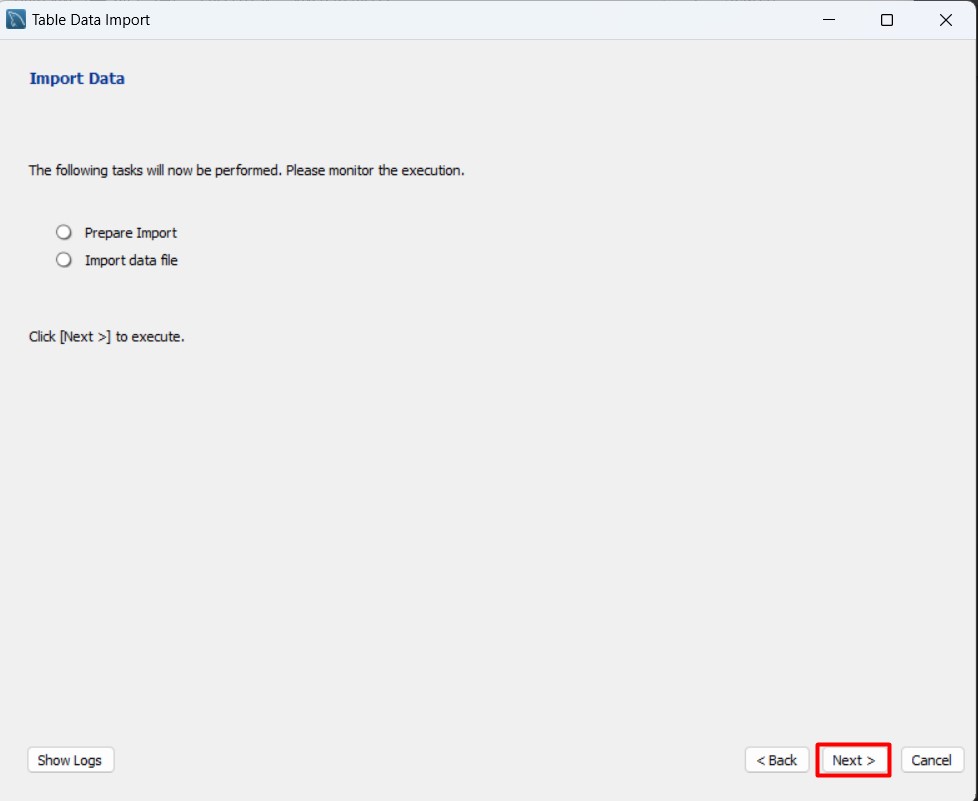 Table Data Import
Import Data
The following tasks will now be performed. Please monitor the execution.
Prepare Import
Import data file
Click [Next >] to execute.
Show Logs
< Back
Next >
Cancel